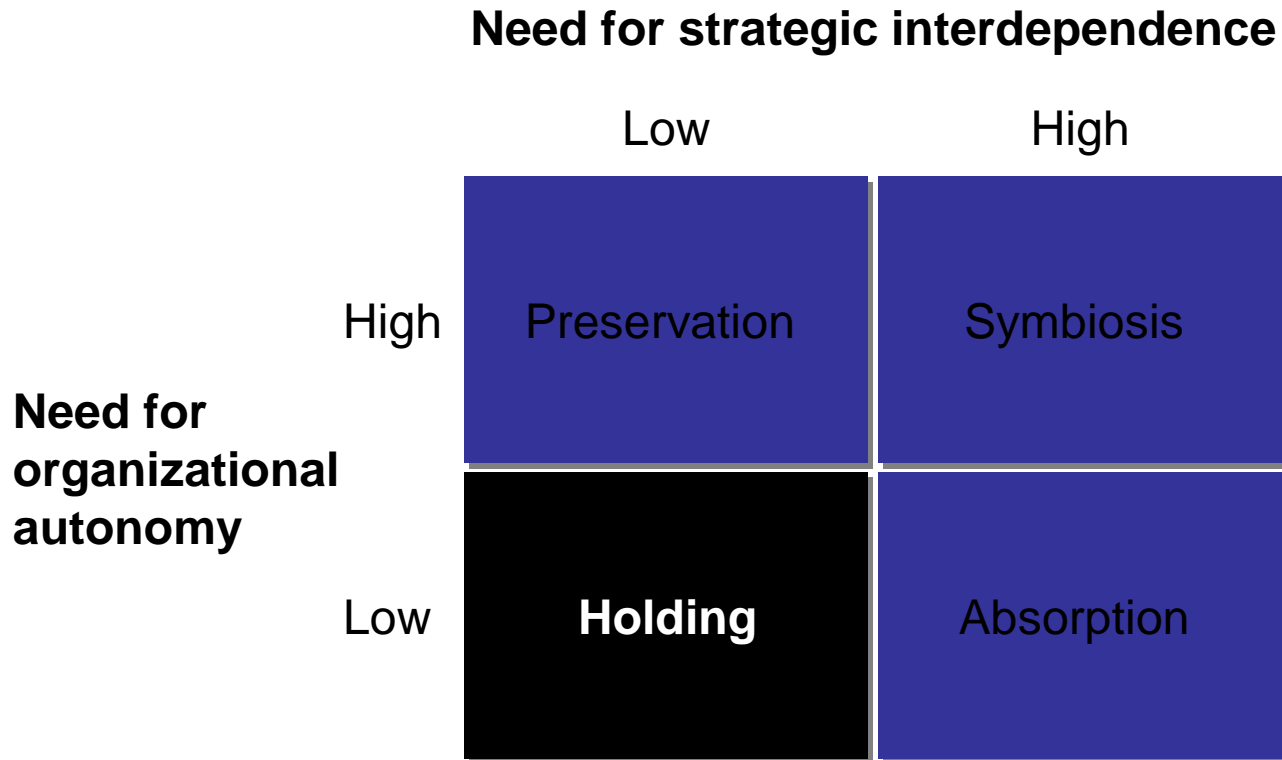 Need for strategic interdependence
Low High
High Preservation Symbiosis
Need for
organizational
autonomy
Low Holding Absorption